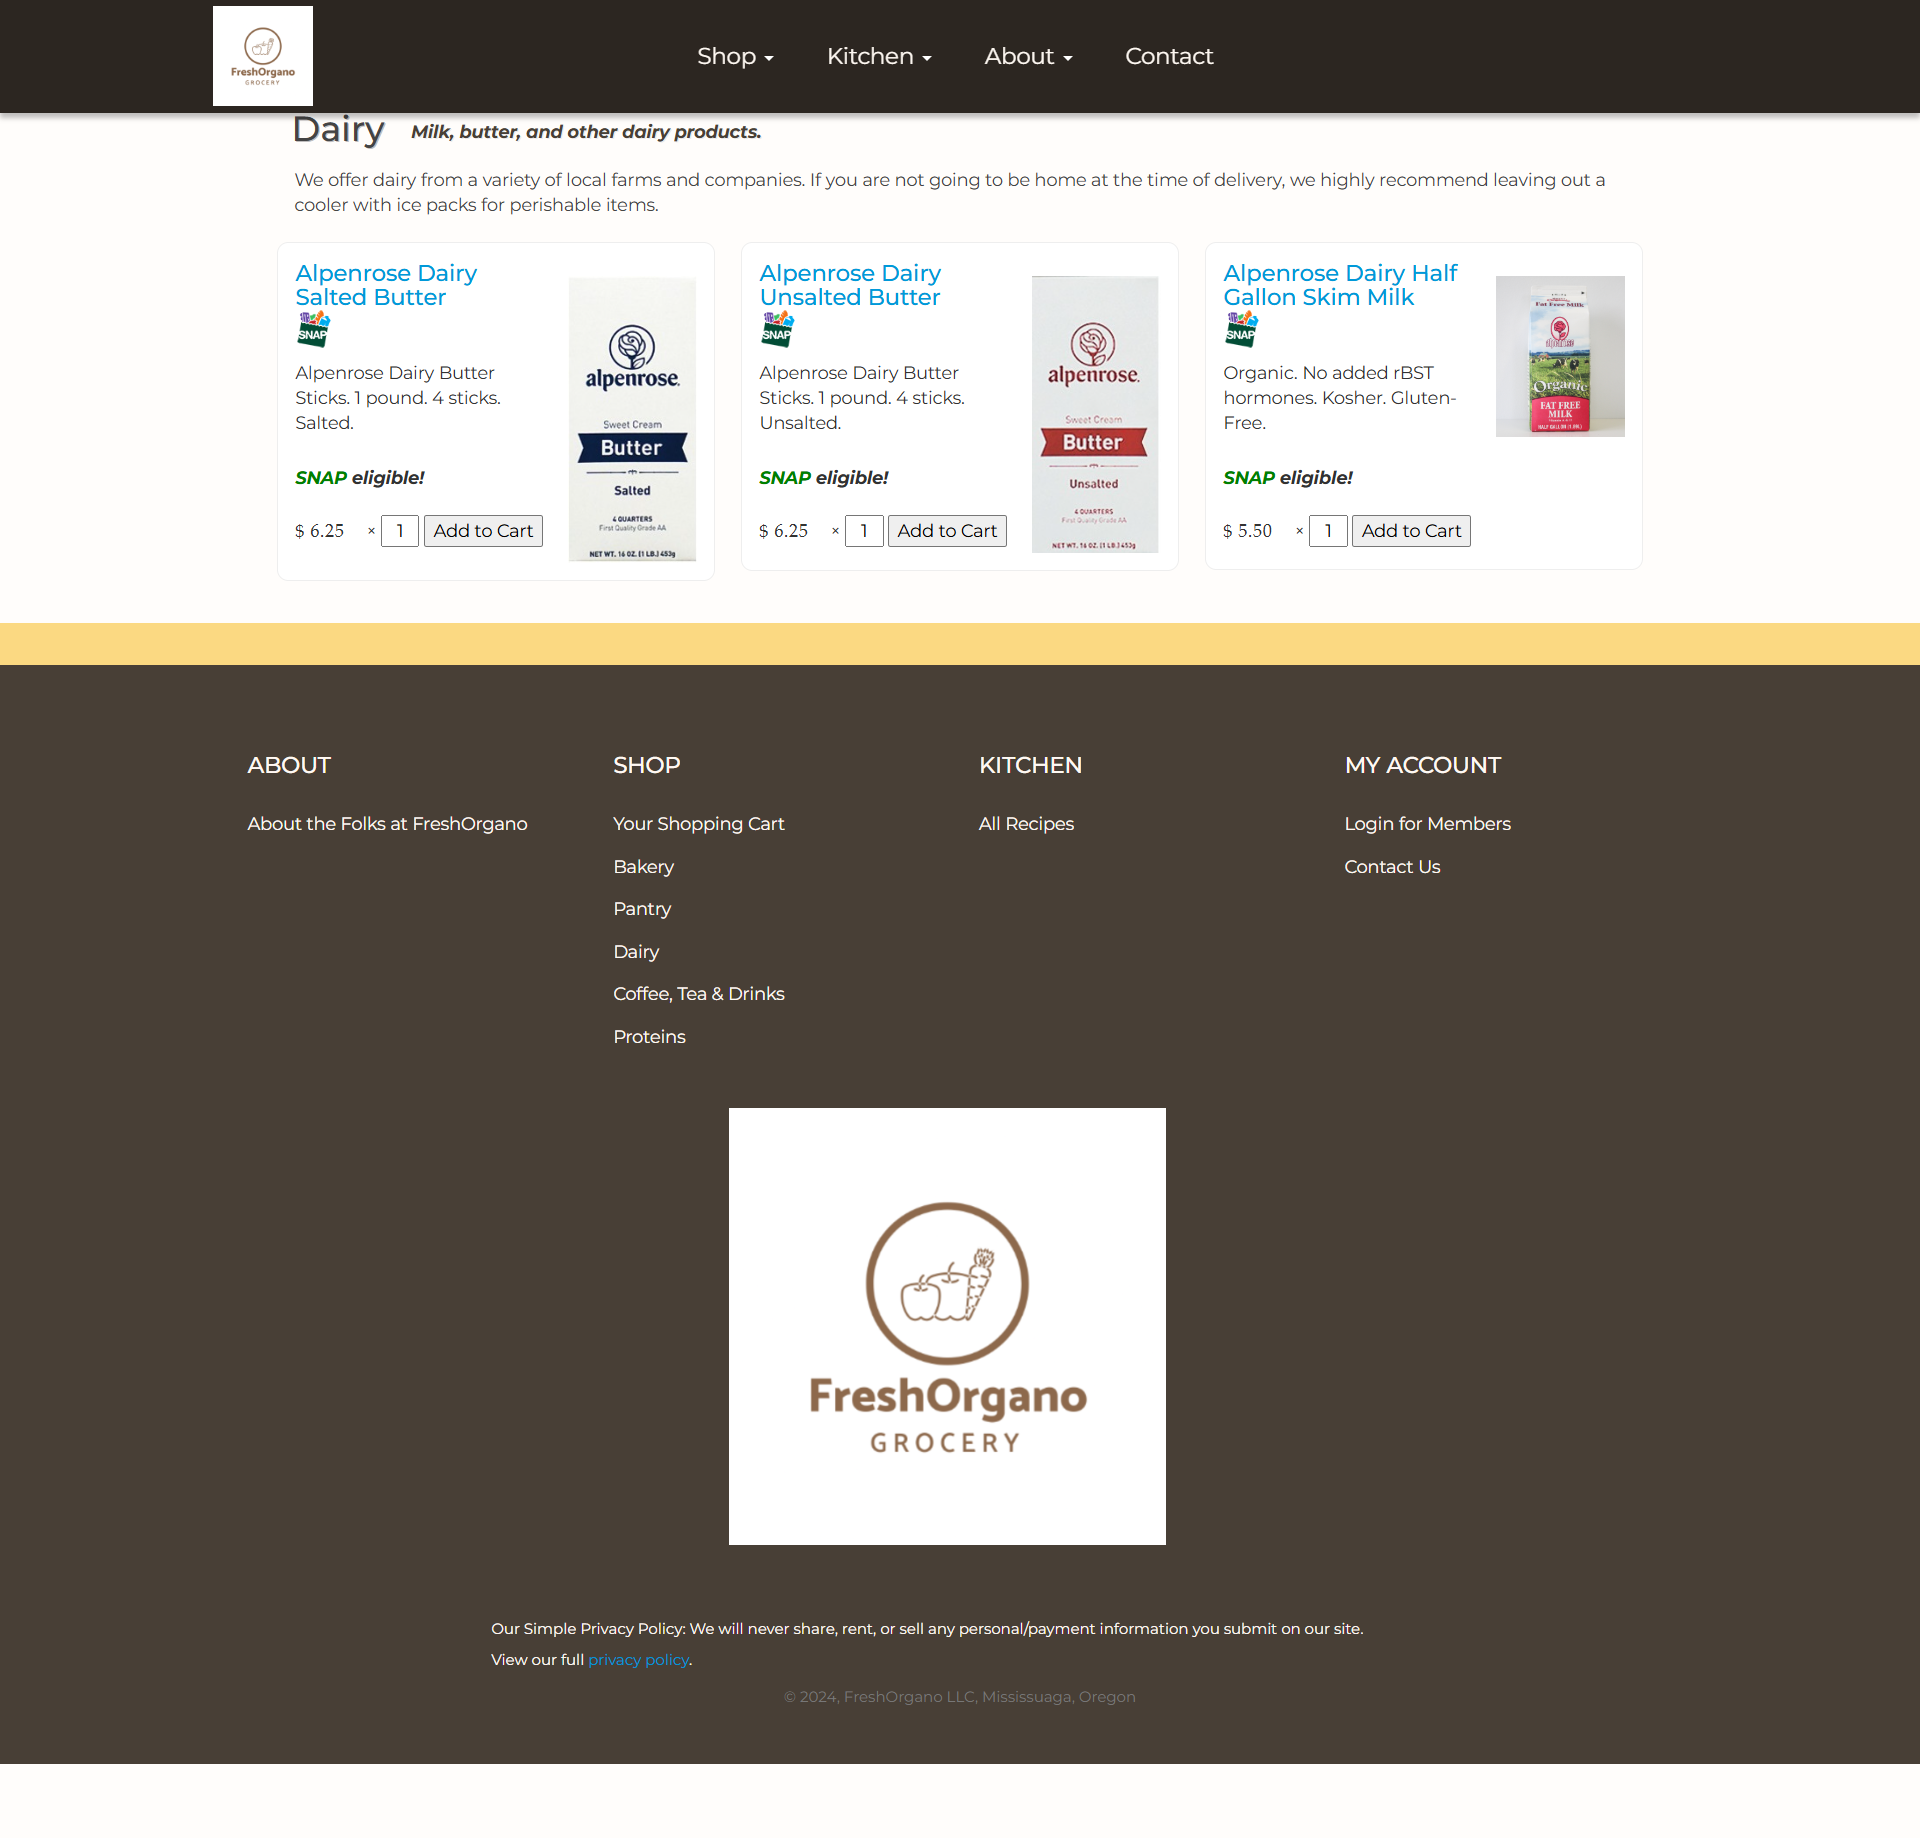 FreshOrgano
GROCERY
Shop
Kitchen
About
Contact
Dairy
Milk, butter, and other dairy products.
We offer dairy from a variety of local farms and companies. If you are not going to be home at the time of delivery, we highly recommend leaving out a
cooler with ice packs for perishable items.
Alpenrose Dairy
Salted Butter
SNAP
Alpenrose Dairy Butter
Sticks. 1 pound. 4 sticks.
Salted.
SNAP eligible!
$ 6.25 × 1 Add to Cart
alpenrose.
Sweet Cream
Butter
Salted
4 QUARTERS
First Quality Grade AA
NET WT. 16 OZ. (1 LB.) 453g
Alpenrose Dairy
Unsalted Butter
SNAP
Alpenrose Dairy Butter
Sticks. 1 pound. 4 sticks.
Unsalted.
SNAP eligible!
$ 6.25 × 1 Add to Cart
alpenrose.
Sweet Cream
Butter
Unsalted
4 QUARTERS
First Quality Grade AA
NET WT. 16 OZ. (1 LB.) 453g
Alpenrose Dairy Half
Gallon Skim Milk
SNAP
Organic. No added rBST
hormones. Kosher. Gluten-
Free.
SNAP eligible!
$ 5.50 × 1 Add to Cart
Fat Free Milk
alpenrose
Organic
FAT FREE
MILK
HALF GALLON (1.89L)
ABOUT
About the Folks at FreshOrgano
SHOP
Your Shopping Cart
Bakery
Pantry
Dairy
Coffee, Tea & Drinks
Proteins
KITCHEN
All Recipes
MY ACCOUNT
Login for Members
Contact Us
FreshOrgano
GROCERY
Our Simple Privacy Policy: We will never share, rent, or sell any personal/payment information you submit on our site.
View our full privacy policy.
© 2024, FreshOrgano LLC, Mississuaga, Oregon